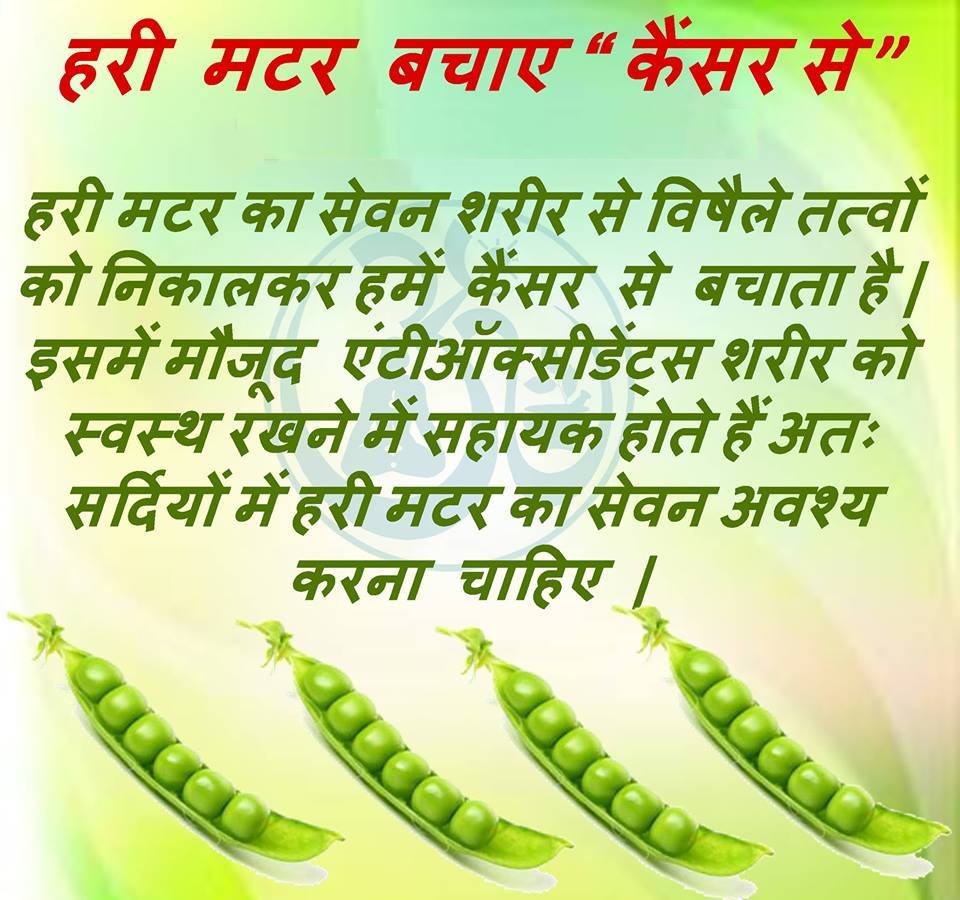 हरी मटर बचाए “कैंसर से”
हरी मटर का सेवन शरीर से विषैले तत्वों
को निकालकर हमें कैंसर से बचाता है|
इसमें मौजूद एंटीऑक्सीडेंट्स शरीर को
स्वस्थ रखने में सहायक होते हैं अतः
सर्दियों में हरी मटर का सेवन अवश्य
करना चाहिए |